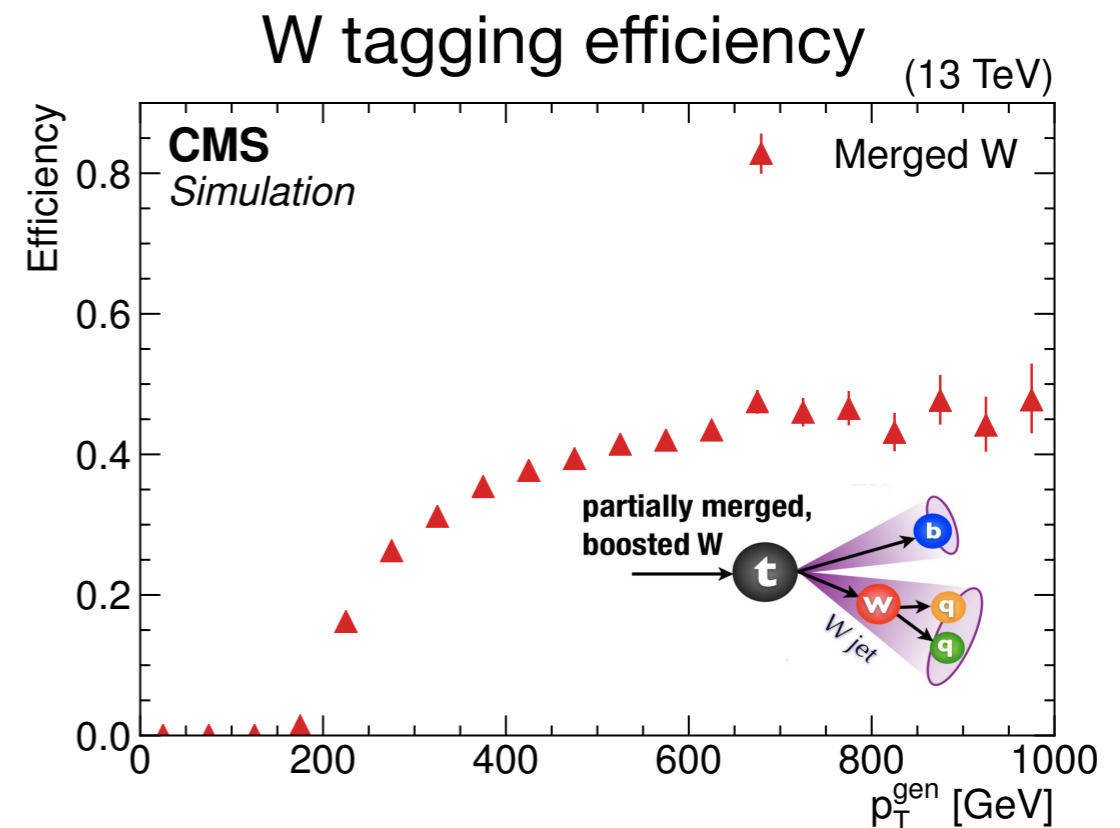 W tagging efficiency
(13 TeV)
CMS
Simulation
Merged W
Efficiency
0.8
0.6
0.4
0.2
0.0
partially merged,
boosted W
t
b
W
q
q
W jet
0 200 400 600 800 1000
p_T^gen [GeV]